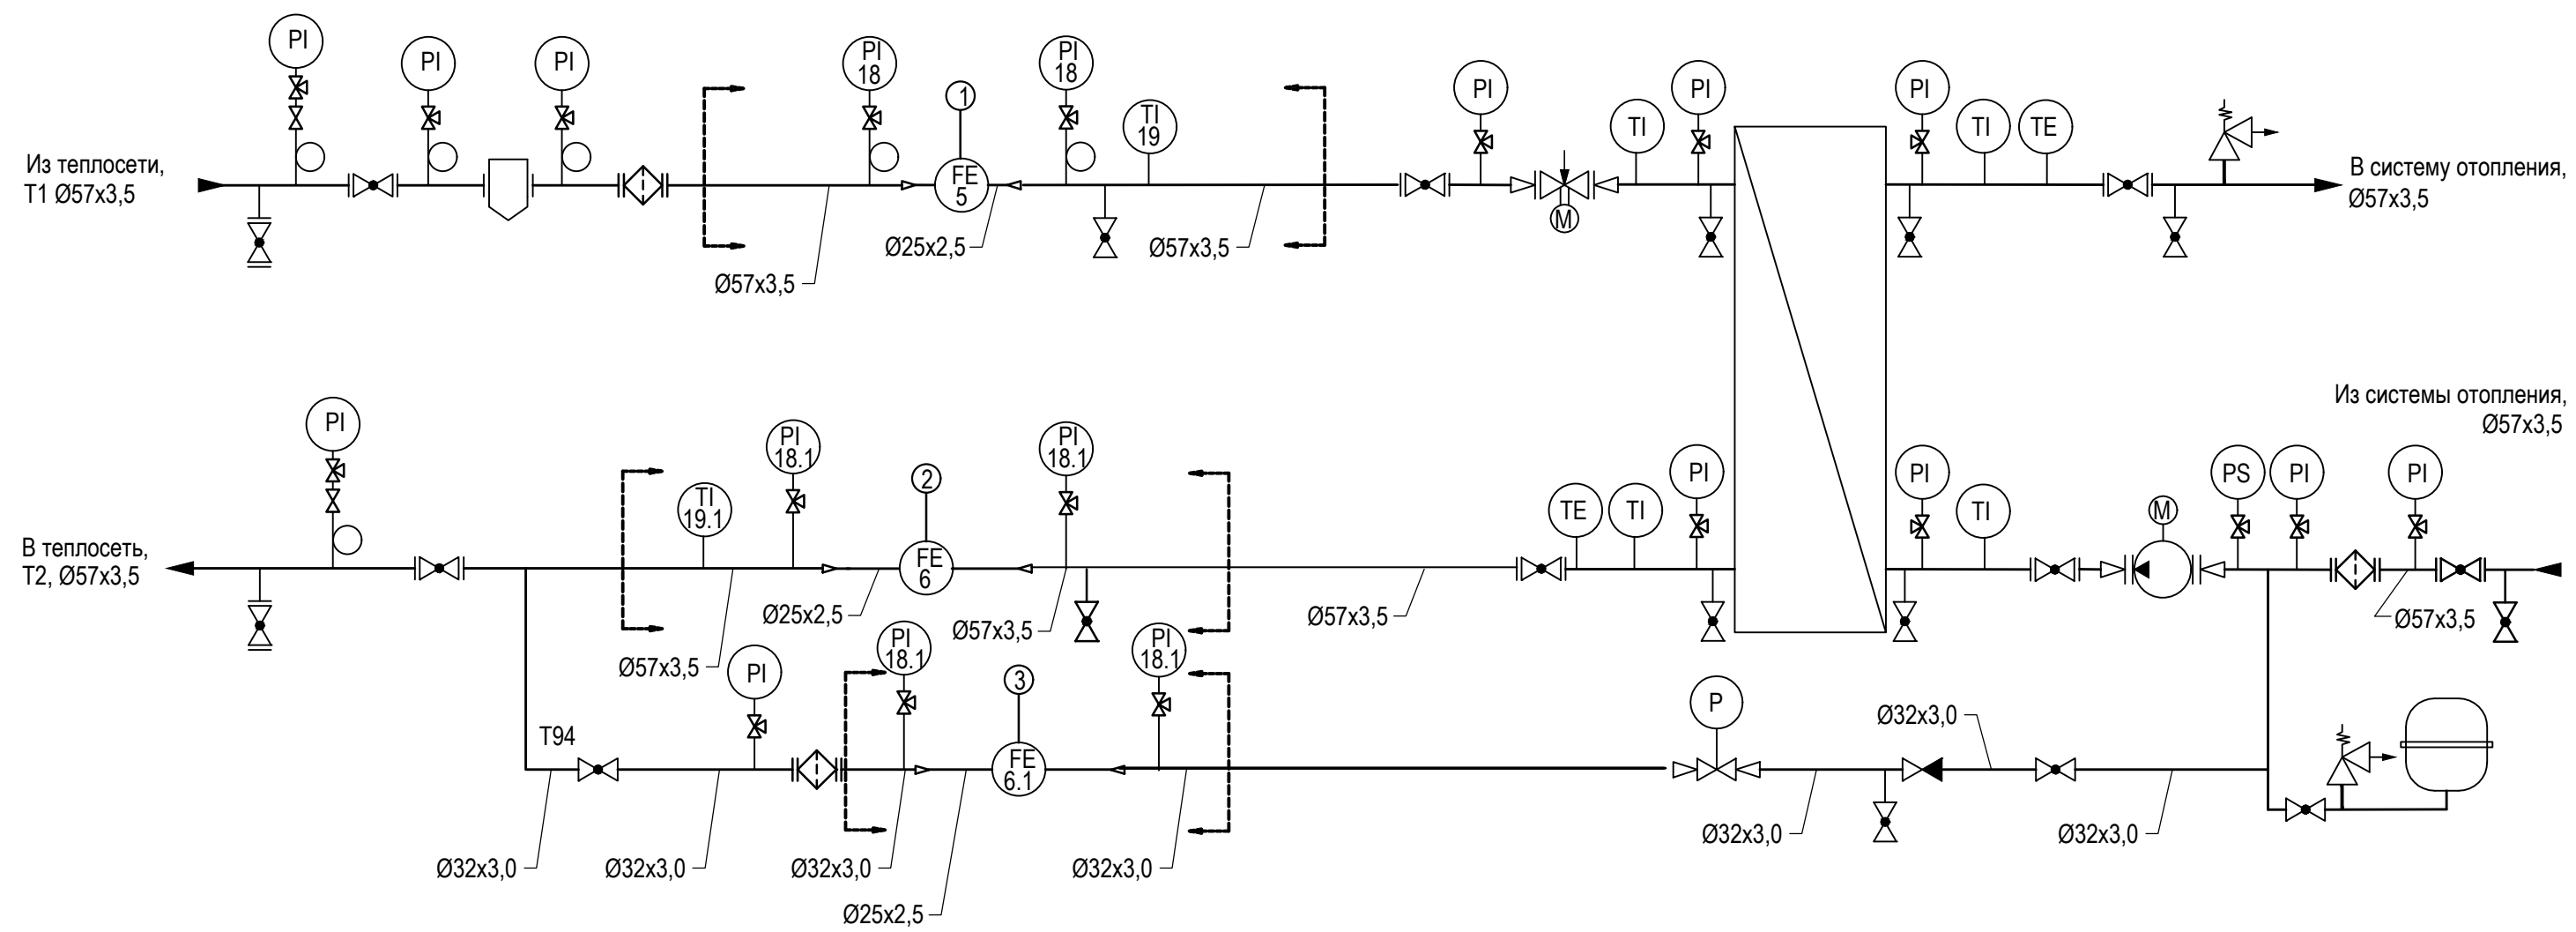 PI
PI
PI
PI
18
PI
18
1
TI
19
PI
TI
PI
PI
TI
TE
Из теплосети,
Т1 Ø57x3,5
FE
5
M
В систему отопления,
Ø57x3,5
Ø25x2,5
Ø57x3,5
Ø57x3,5
Из системы отопления,
Ø57x3,5
PI
PI
18.1
PI
18.1
2
TI
19.1
PI
TE
TI
PI
TI
M
PS
PI
PI
В теплосеть,
Т2, Ø57x3,5
FE
6
Ø25x2,5
Ø57x3,5
Ø57x3,5
Ø57x3,5
Ø57x3,5
PI
PI
18.1
PI
18.1
3
P
Т94
Ø32x3,0
FE
6.1
Ø32x3,0
Ø32x3,0
Ø32x3,0
Ø32x3,0
Ø32x3,0
Ø32x3,0
Ø25x2,5